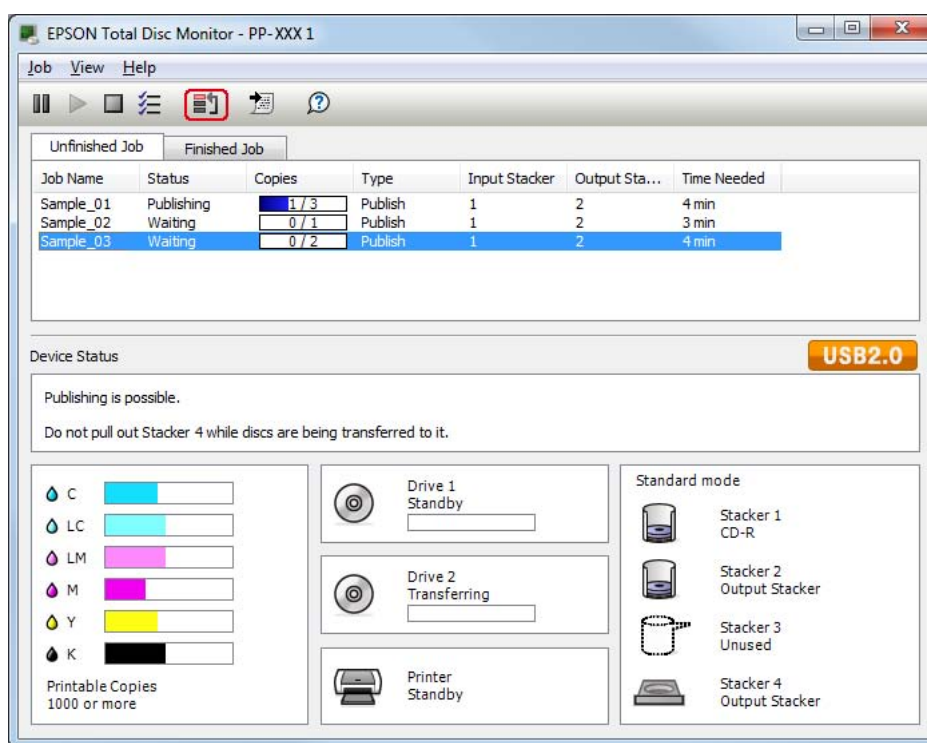 EPSON Total Disc Monitor - PP-XXX 1
Job View Help
Unfinished Job Finished Job
Job Name Status Copies Type Input Stacker Output Sta... Time Needed
Sample_01 Publishing 1 / 3 Publish 1 2 4 min
Sample_02 Waiting 0 / 1 Publish 1 2 3 min
Sample_03 Waiting 0 / 2 Publish 1 2 4 min
Device Status
USB2.0
Publishing is possible.
Do not pull out Stacker 4 while discs are being transferred to it.
C
LC
LM
M
Y
K
Printable Copies
1000 or more
Drive 1
Standby
Drive 2
Transferring
Printer
Standby
Standard mode
Stacker 1
CD-R
Stacker 2
Output Stacker
Stacker 3
Unused
Stacker 4
Output Stacker